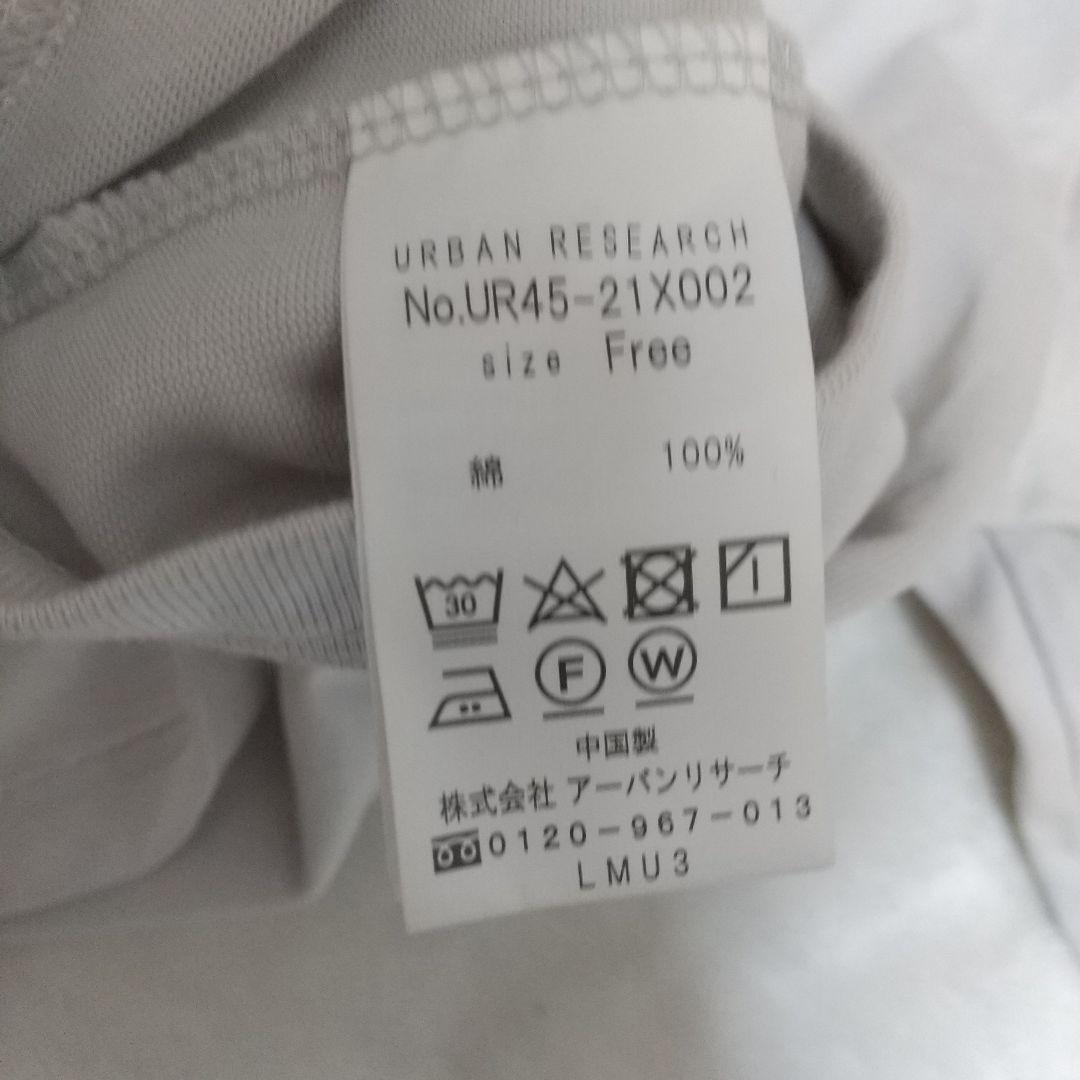 URBAN RESEARCH
No.UR45-21X002
size Free
綿 100%
30
F W
中国製
株式会社 アーバンリサーチ
0120-967-013
LMU3